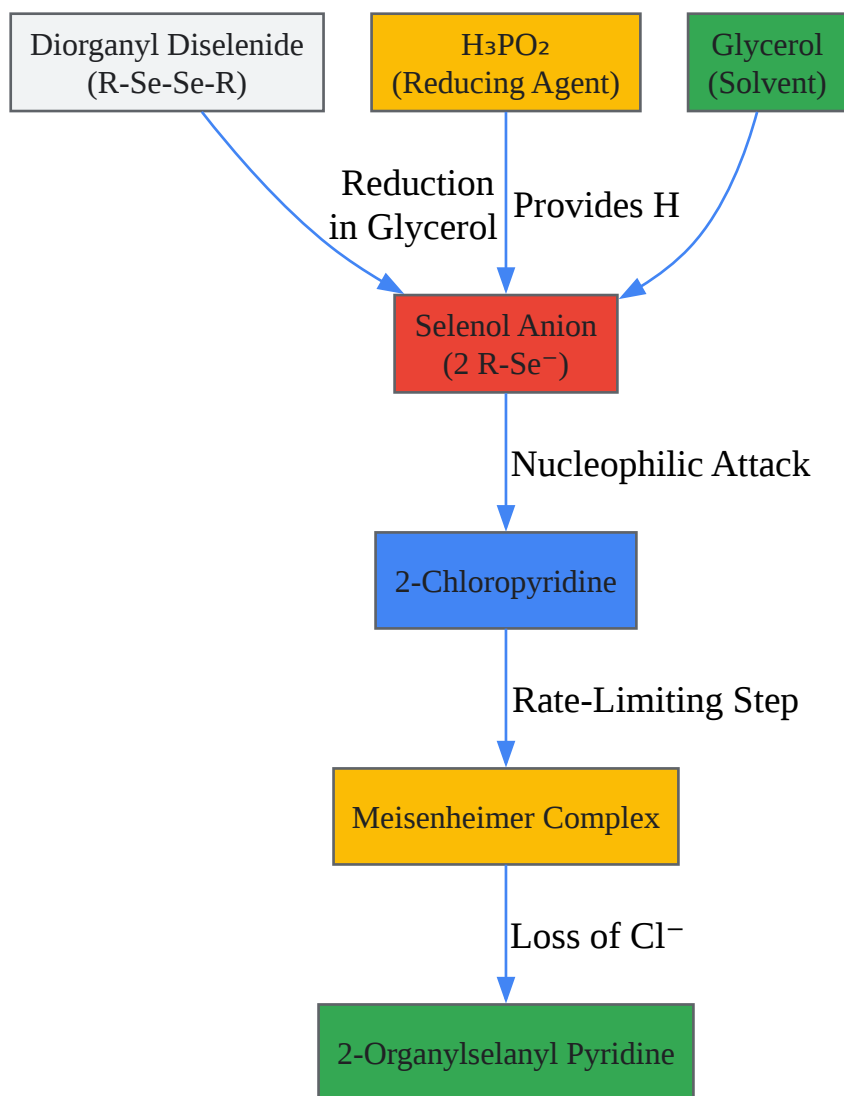 Diorganyl Diselenide
(R-Se-Se-R)
H₃PO₂
(Reducing Agent)
Glycerol
(Solvent)
Reduction
in Glycerol
Provides H
Selenol Anion
(2 R-Se⁻)
Nucleophilic Attack
2-Chloropyridine
Rate-Limiting Step
Meisenheimer Complex
Loss of Cl⁻
2-Organylselanyl Pyridine